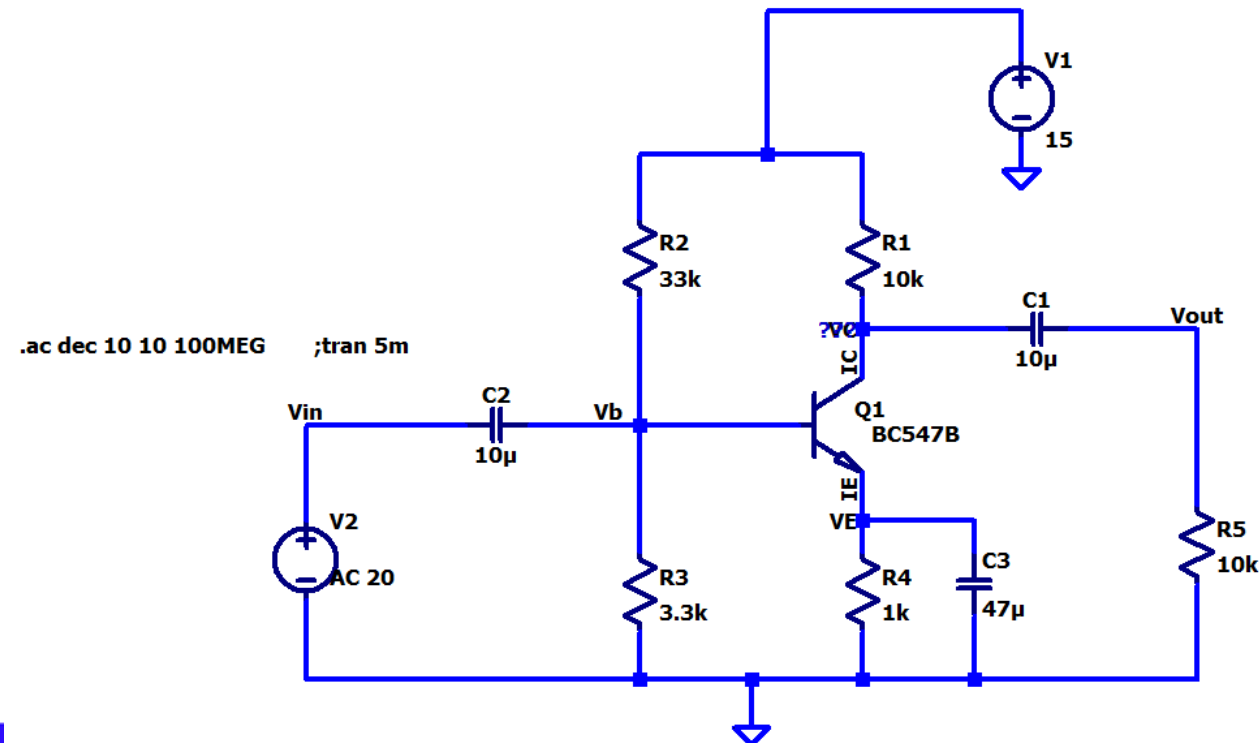 V1
15
R2
33k
R1
10k
C1
10µ
Vout
.ac dec 10 10 100MEG
;tran 5m
IC
C2
10µ
Vin
Vb
Q1
BC547B
IE
VE
V2
AC 20
R3
3.3k
R4
1k
C3
47µ
R5
10k